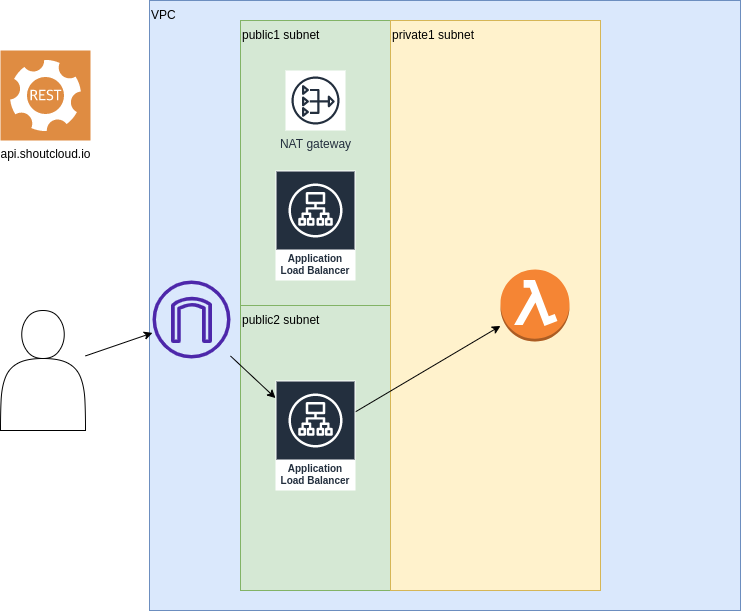 VPC
public1 subnet
private1 subnet
REST
api.shoutcloud.io
NAT gateway
Application
Load Balancer
public2 subnet
Application
Load Balancer